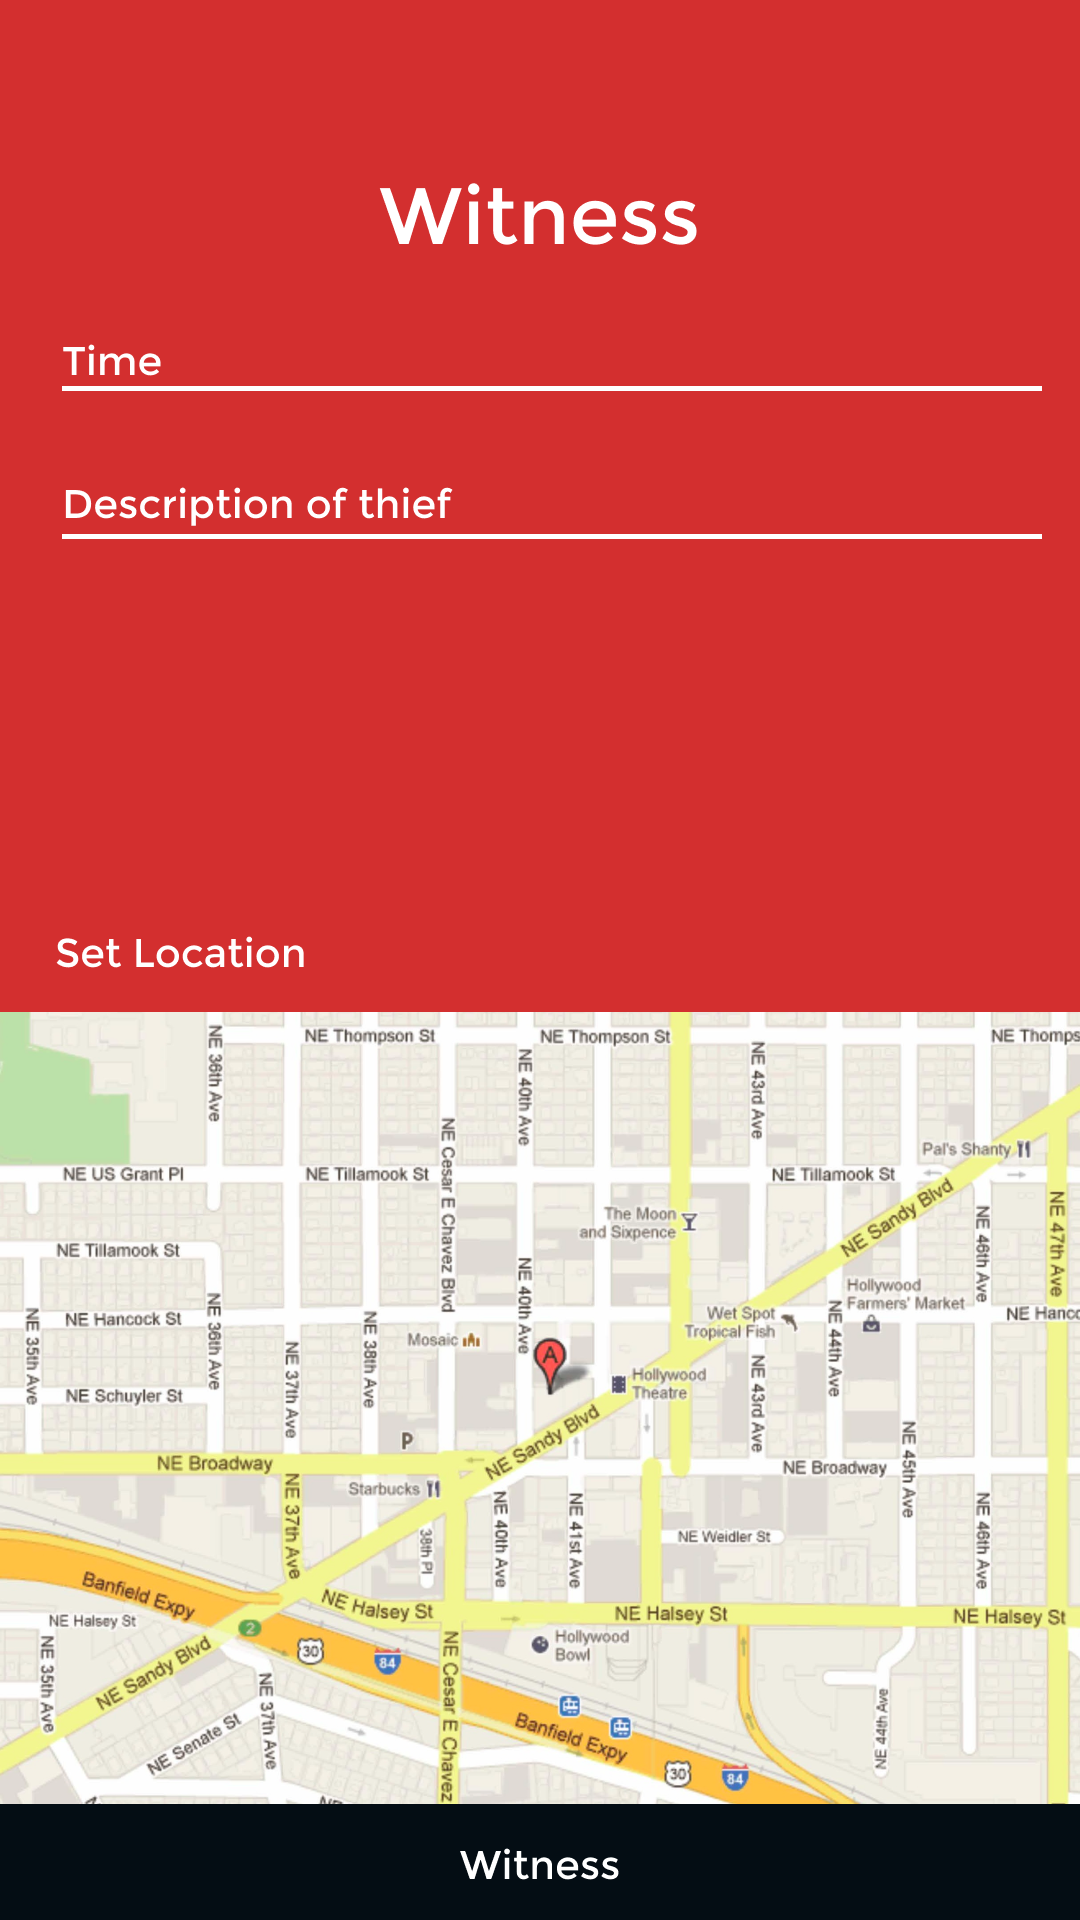 Witness
Time
Description of thief
Set Location
NE 36th Ave
NE Thompson St
NE Thompson St
NE Thomps
NE 40th Ave
NE 43rd Ave
NE Cesar E Chavez Blvd
Pal's Shanty
NE US Grant Pl
NE Tillamook St
NE Tillamook St
NE Sandy Blvd
NE 47th Ave
The Moon
and Sixpence
NE 46th Ave
NE Tillamook St
NE 40th Ave
Hollywood
Farmers' Market
NE Hancock St
NE 36th Ave
NE 35th Ave
NE 38th Ave
NE 37th Ave
Wet Spot
Tropical Fish
NE 44th Ave
NE Hanco
Mosaic
A
NE 43rd Ave
Hollywood
Theatre
NE Schuyler St
NE Sandy Blvd
P
NE 45th Ave
NE Broadway
NE Broadway
Starbucks
NE 37th Ave
38th Pl
NE 40th Ave
NE 41st Ave
NE 46th Ave
NE Weidler St
Banfield Expy
NE Halsey St
NE Halsey St
NE Halsey St
NE Halsey St
2
30
84
NE Sandy Blvd
NE 35th Ave
NE 37th Ave
NE Cesar E Chavez
Hollywood
Bowl
NE 44th Ave
NE Senate St
Banfield Expy
30
84
Witness